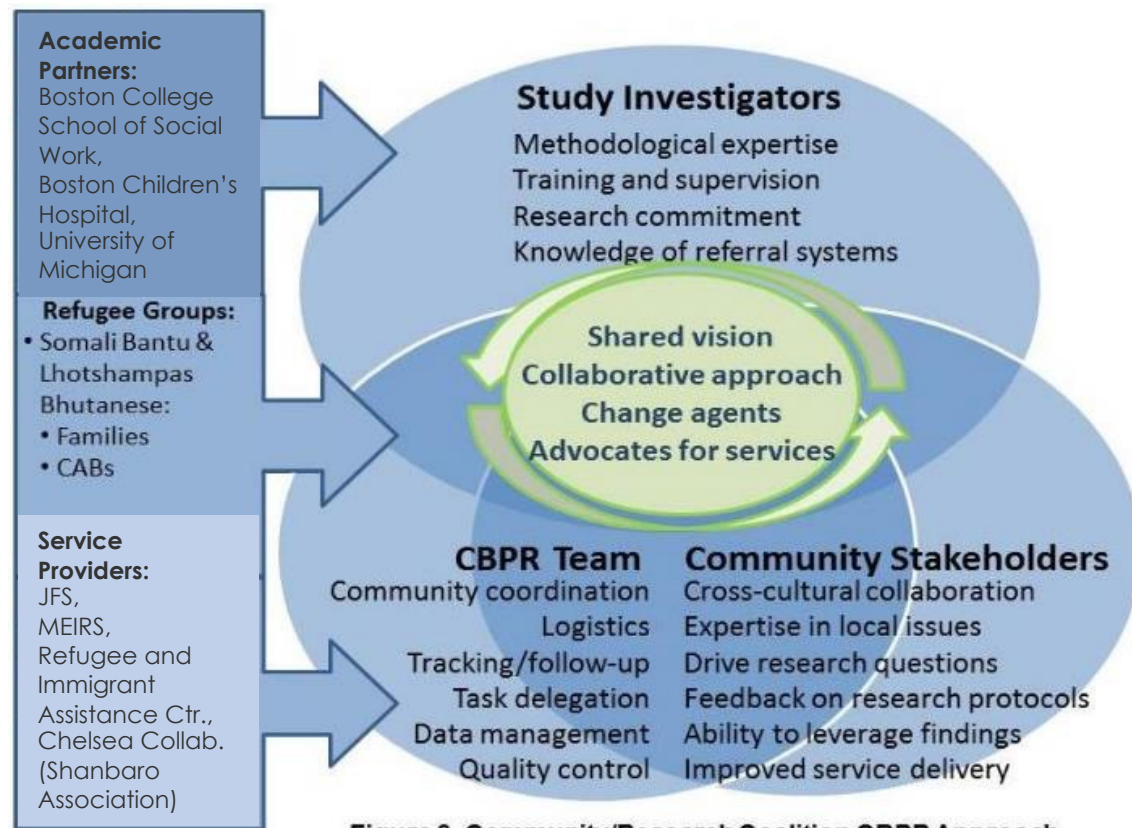 Academic
Partners:
Boston College
School of Social
Work,
Boston Children's
Hospital,
University of
Michigan
Refugee Groups:
• Somali Bantu &
Lhotshampas
Bhutanese:
• Families
• CABs
Service
Providers:
JFS,
MEIRS,
Refugee and
Immigrant
Assistance Ctr.,
Chelsea Collab.
(Shanbaro
Association)
Study Investigators
Methodological expertise
Training and supervision
Research commitment
Knowledge of referral systems
Shared vision
Collaborative approach
Change agents
Advocates for services
CBPR Team
Community coordination
Logistics
Tracking/follow-up
Task delegation
Data management
Quality control
Community Stakeholders
Cross-cultural collaboration
Expertise in local issues
Drive research questions
Feedback on research protocols
Ability to leverage findings
Improved service delivery
Community/Research Coalition CBPR Approach